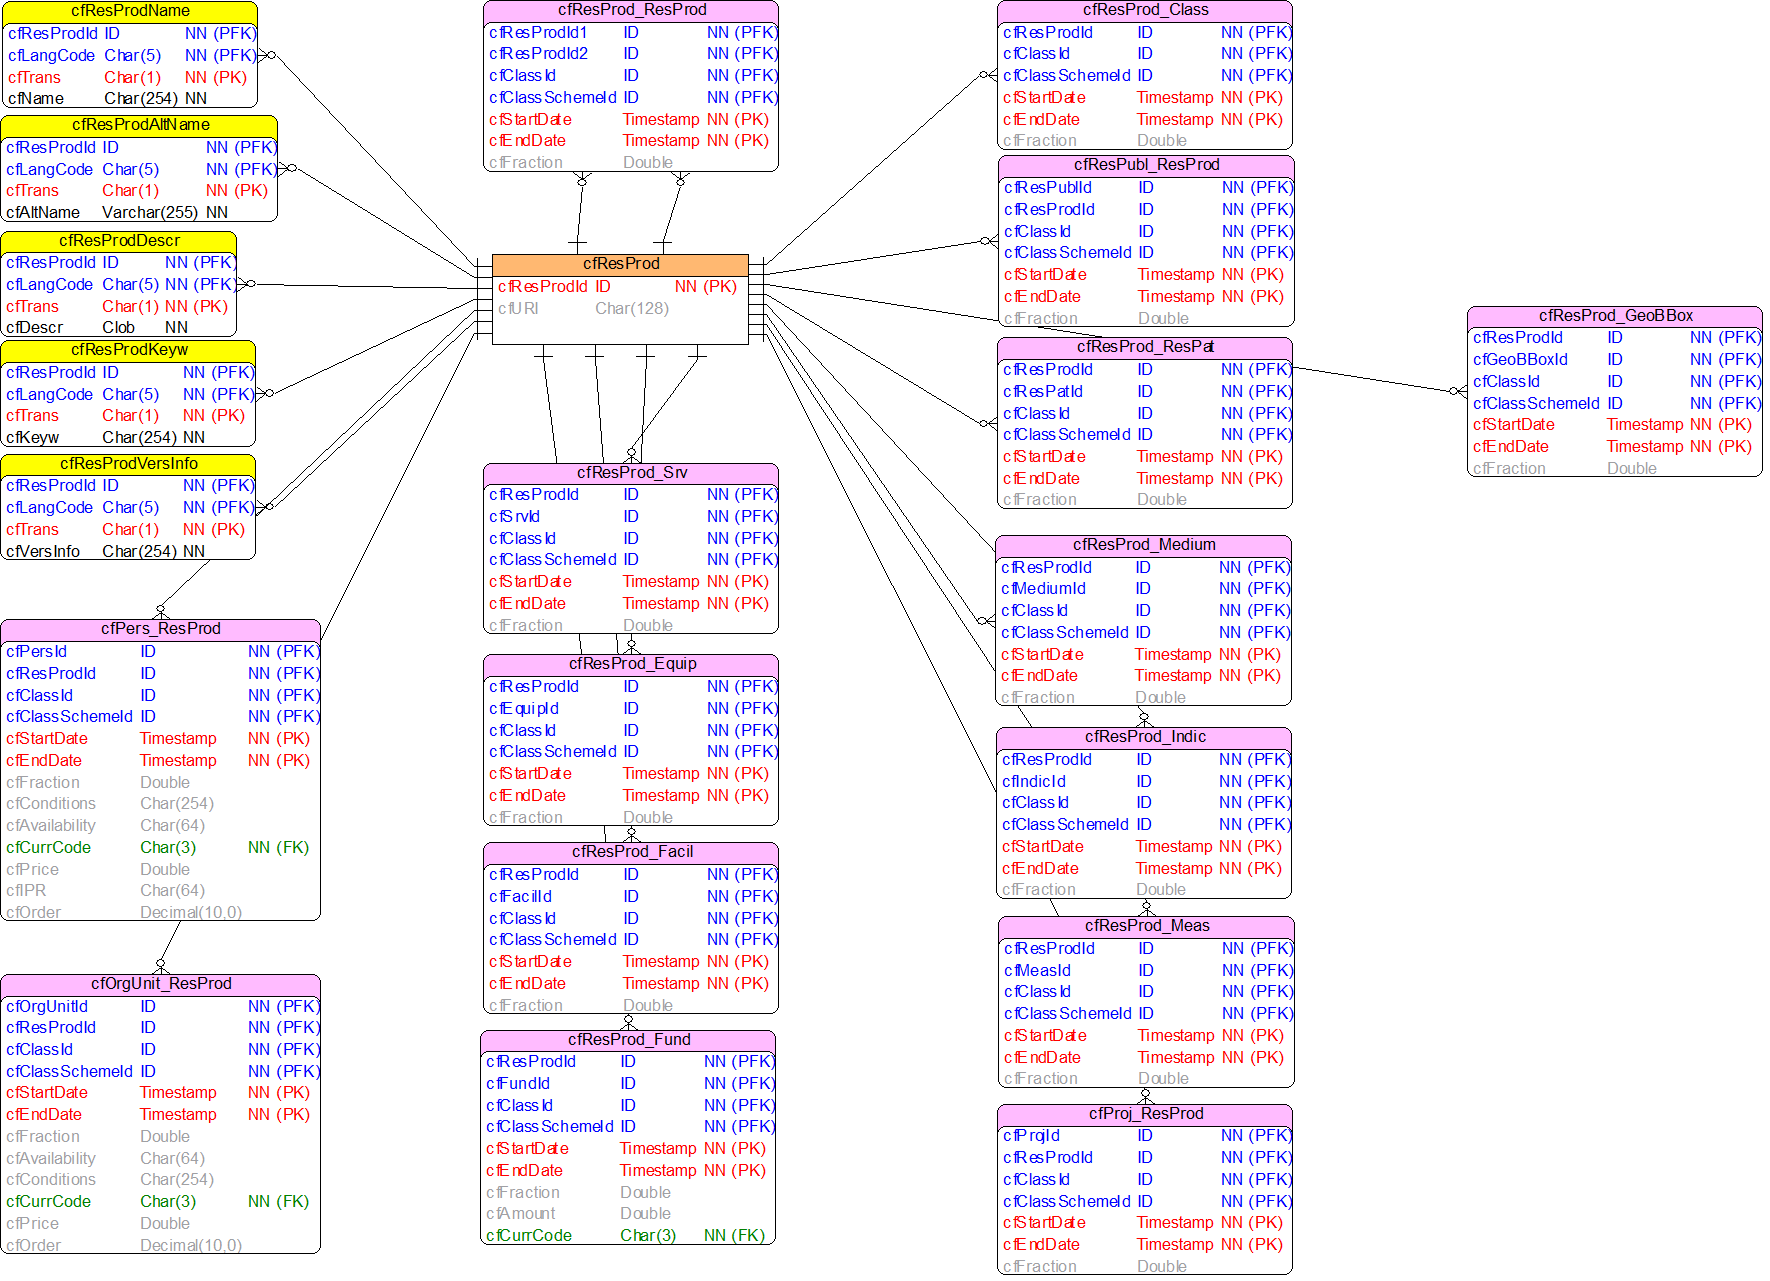 cfResProdName
cfResProdId ID NN (PFK)
cfLangCode Char(5) NN (PFK)
cfTrans Char(1) NN (PK)
cfName Char(254) NN
cfResProdAltName
cfResProdId ID NN (PFK)
cfLangCode Char(5) NN (PFK)
cfTrans Char(1) NN (PK)
cfAltName Varchar(255) NN
cfResProdDescr
cfResProdId ID NN (PFK)
cfLangCode Char(5) NN (PFK)
cfTrans Char(1) NN (PK)
cfDescr Clob NN
cfResProdKeyw
cfResProdId ID NN (PFK)
cfLangCode Char(5) NN (PFK)
cfTrans Char(1) NN (PK)
cfKeyw Char(254) NN
cfResProdVersInfo
cfResProdId ID NN (PFK)
cfLangCode Char(5) NN (PFK)
cfTrans Char(1) NN (PK)
cfVersInfo Char(254) NN
cfPers_ResProd
cfPersId ID NN (PFK)
cfResProdId ID NN (PFK)
cfClassId ID NN (PFK)
cfClassSchemeId ID NN (PFK)
cfStartDate Timestamp NN (PK)
cfEndDate Timestamp NN (PK)
cfFraction Double
cfConditions Char(254)
cfAvailability Char(64)
cfCurrCode Char(3) NN (FK)
cfPrice Double
cfIPR Char(64)
cfOrder Decimal(10,0)
cfOrgUnit_ResProd
cfOrgUnitId ID NN (PFK)
cfResProdId ID NN (PFK)
cfClassId ID NN (PFK)
cfClassSchemeId ID NN (PFK)
cfStartDate Timestamp NN (PK)
cfEndDate Timestamp NN (PK)
cfFraction Double
cfAvailability Char(64)
cfConditions Char(254)
cfCurrCode Char(3) NN (FK)
cfPrice Double
cfOrder Decimal(10,0)
cfResProd_ResProd
cfResProdId1 ID NN (PFK)
cfResProdId2 ID NN (PFK)
cfClassId ID NN (PFK)
cfClassSchemeId ID NN (PFK)
cfStartDate Timestamp NN (PK)
cfEndDate Timestamp NN (PK)
cfFraction Double
cfResProd
cfResProdId ID NN (PK)
cfURI Char(128)
cfResProd_Srv
cfResProdId ID NN (PFK)
cfSrvId ID NN (PFK)
cfClassId ID NN (PFK)
cfClassSchemeId ID NN (PFK)
cfStartDate Timestamp NN (PK)
cfEndDate Timestamp NN (PK)
cfFraction Double
cfResProd_Equip
cfResProdId ID NN (PFK)
cfEquipId ID NN (PFK)
cfClassId ID NN (PFK)
cfClassSchemeId ID NN (PFK)
cfStartDate Timestamp NN (PK)
cfEndDate Timestamp NN (PK)
cfFraction Double
cfResProd_Facil
cfResProdId ID NN (PFK)
cfFacilId ID NN (PFK)
cfClassId ID NN (PFK)
cfClassSchemeId ID NN (PFK)
cfStartDate Timestamp NN (PK)
cfEndDate Timestamp NN (PK)
cfFraction Double
cfResProd_Fund
cfResProdId ID NN (PFK)
cfFundId ID NN (PFK)
cfClassId ID NN (PFK)
cfClassSchemeId ID NN (PFK)
cfStartDate Timestamp NN (PK)
cfEndDate Timestamp NN (PK)
cfFraction Double
cfAmount Double
cfCurrCode Char(3) NN (FK)
cfResProd_Class
cfResProdId ID NN (PFK)
cfClassId ID NN (PFK)
cfClassSchemeId ID NN (PFK)
cfStartDate Timestamp NN (PK)
cfEndDate Timestamp NN (PK)
cfFraction Double
cfResPubl_ResProd
cfResPublId ID NN (PFK)
cfResProdId ID NN (PFK)
cfClassId ID NN (PFK)
cfClassSchemeId ID NN (PFK)
cfStartDate Timestamp NN (PK)
cfEndDate Timestamp NN (PK)
cfFraction Double
cfResProd_ResPat
cfResProdId ID NN (PFK)
cfResPatId ID NN (PFK)
cfClassId ID NN (PFK)
cfClassSchemeId ID NN (PFK)
cfStartDate Timestamp NN (PK)
cfEndDate Timestamp NN (PK)
cfFraction Double
cfResProd_Medium
cfResProdId ID NN (PFK)
cfMediumId ID NN (PFK)
cfClassId ID NN (PFK)
cfClassSchemeId ID NN (PFK)
cfStartDate Timestamp NN (PK)
cfEndDate Timestamp NN (PK)
cfFraction Double
cfResProd_Indic
cfResProdId ID NN (PFK)
cfIndicId ID NN (PFK)
cfClassId ID NN (PFK)
cfClassSchemeId ID NN (PFK)
cfStartDate Timestamp NN (PK)
cfEndDate Timestamp NN (PK)
cfFraction Double
cfResProd_Meas
cfResProdId ID NN (PFK)
cfMeasId ID NN (PFK)
cfClassId ID NN (PFK)
cfClassSchemeId ID NN (PFK)
cfStartDate Timestamp NN (PK)
cfEndDate Timestamp NN (PK)
cfFraction Double
cfProj_ResProd
cfProjId ID NN (PFK)
cfResProdId ID NN (PFK)
cfClassId ID NN (PFK)
cfClassSchemeId ID NN (PFK)
cfStartDate Timestamp NN (PK)
cfEndDate Timestamp NN (PK)
cfFraction Double
cfResProd_GeoBBox
cfResProdId ID NN (PFK)
cfGeoBBoxId ID NN (PFK)
cfClassId ID NN (PFK)
cfClassSchemeId ID NN (PFK)
cfStartDate Timestamp NN (PK)
cfEndDate Timestamp NN (PK)
cfFraction Double